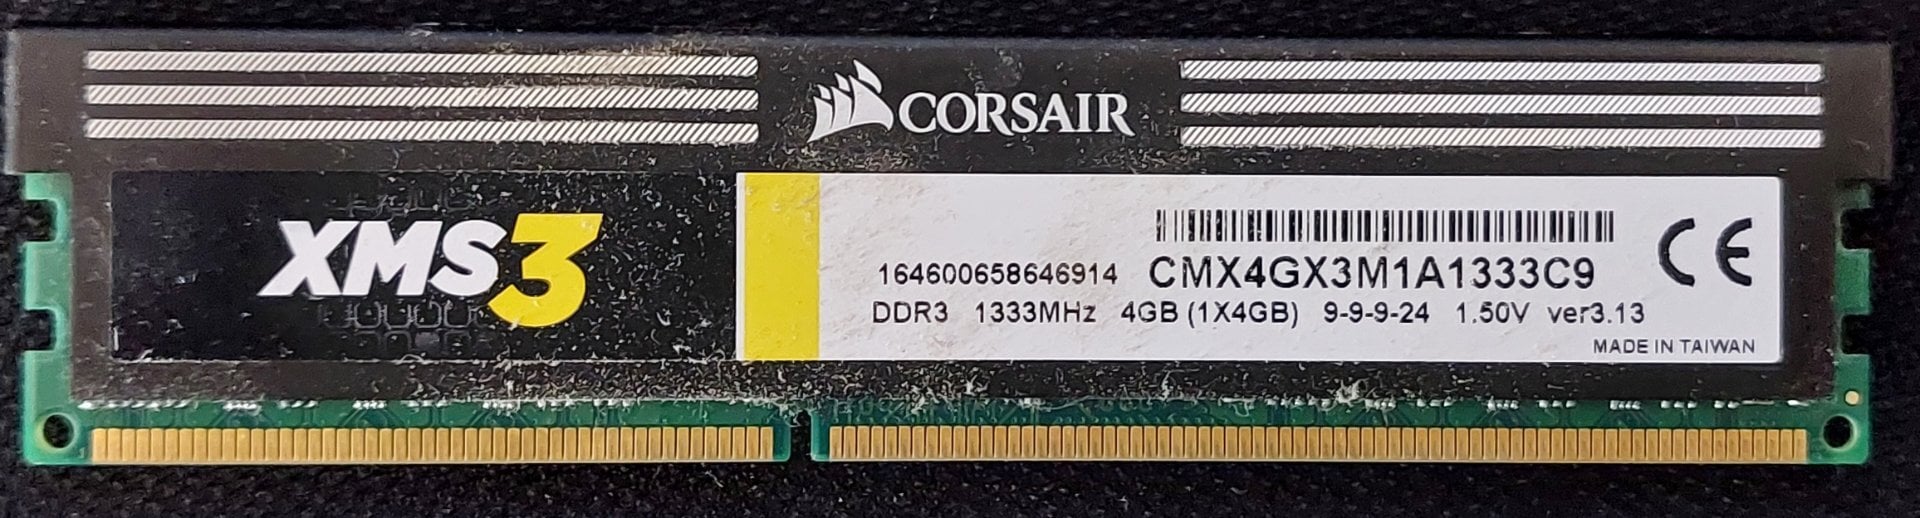 CORSAIR
XMS3
164600658646914 CMX4GX3M1A1333C9
DDR3 1333MHz 4GB (1X4GB) 9-9-9-24 1.50V ver3.13
MADE IN TAIWAN
CE